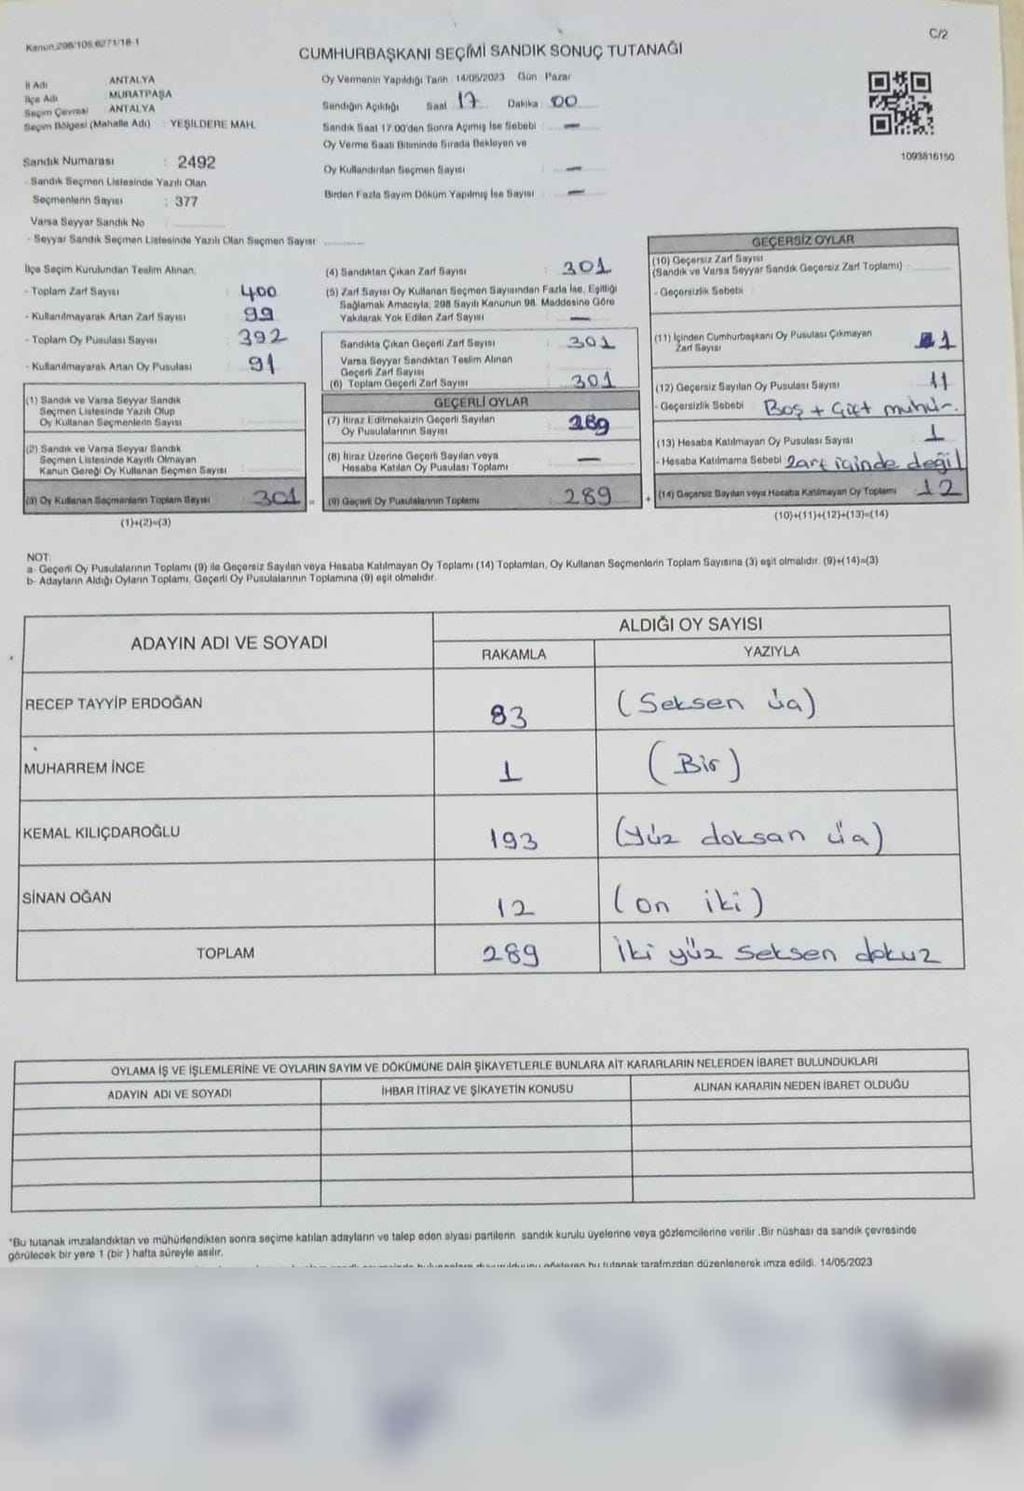 Kanun.298/105,6271/18-1
C/2
CUMHURBAŞKANI SEÇİMİ SANDIK SONUÇ TUTANAĞI
İl Adı ANTALYA
İlçe Adı MURATPAŞA
Seçim Çevresi ANTALYA
Seçim Bölgesi (Mahalle Adı) : YEŞİLDERE MAH.
Sandık Numarası : 2492
Sandık Seçmen Listesinde Yazılı Olan
Seçmenlerin Sayısı : 377
Varsa Seyyar Sandık No
- Seyyar Sandık Seçmen Listesinde Yazılı Olan Seçmen Sayısı
Oy Vermenin Yapıldığı Tarih : 14/05/2023 Gün Pazar
Sandığın Açıldığı Saat 17 Dakika 00
Sandık Saat 17.00'den Sonra Açılmış İse Sebebi : —
Oy Verme Saati Bitiminde Sırada Bekleyen ve
Oy Kullandırılan Seçmen Sayısı : —
Birden Fazla Sayım Döküm Yapılmış İse Sayısı : —
1093816150
İlçe Seçim Kurulundan Teslim Alınan;
- Toplam Zarf Sayısı : 400
- Kullanılmayarak Artan Zarf Sayısı : 99
- Toplam Oy Pusulası Sayısı : 392
- Kullanılmayarak Artan Oy Pusulası : 91
(1) Sandık ve Varsa Seyyar Sandık
Seçmen Listesinde Yazılı Olup
Oy Kullanan Seçmenlerin Sayısı
(2) Sandık ve Varsa Seyyar Sandık
Seçmen Listesinde Kayıtlı Olmayan
Kanun Gereği Oy Kullanan Seçmen Sayısı
(3) Oy Kullanan Seçmenlerin Toplam Sayısı 301
(1)+(2)=(3)
(4) Sandıktan Çıkan Zarf Sayısı : 301
(5) Zarf Sayısı Oy Kullanan Seçmen Sayısından Fazla İse, Eşitliği
Sağlamak Amacıyla, 298 Sayılı Kanunun 98. Maddesine Göre
Yakılarak Yok Edilen Zarf Sayısı —
Sandıkta Çıkan Geçerli Zarf Sayısı : 301
Varsa Seyyar Sandıktan Teslim Alınan
Geçerli Zarf Sayısı
(6) Toplam Geçerli Zarf Sayısı 301
GEÇERLİ OYLAR
(7) İtiraz Edilmeksizin Geçerli Sayılan
Oy Pusulalarının Sayısı 289
(8) İtiraz Üzerine Geçerli Sayılan veya
Hesaba Katılan Oy Pusulası Toplamı —
= (9) Geçerli Oy Pusulalarının Toplamı 289
GEÇERSİZ OYLAR
(10) Geçersiz Zarf Sayısı
(Sandık ve Varsa Seyyar Sandık Geçersiz Zarf Toplamı) :
- Geçersizlik Sebebi :
(11) İçinden Cumhurbaşkanı Oy Pusulası Çıkmayan
Zarf Sayısı 1
(12) Geçersiz Sayılan Oy Pusulası Sayısı : 11
- Geçersizlik Sebebi Boş + Çift mühür.
(13) Hesaba Katılmayan Oy Pusulası Sayısı : 1
- Hesaba Katılmama Sebebi Zarf içinde değil
+ (14) Geçersiz Sayılan veya Hesaba Katılmayan Oy Toplamı 12
(10)+(11)+(12)+(13)=(14)
NOT:
a- Geçerli Oy Pusulalarının Toplamı (9) ile Geçersiz Sayılan veya Hesaba Katılmayan Oy Toplamı (14) Toplamları, Oy Kullanan Seçmenlerin Toplam Sayısına (3) eşit olmalıdır. (9)+(14)=(3)
b- Adayların Aldığı Oyların Toplamı, Geçerli Oy Pusulalarının Toplamına (9) eşit olmalıdır.
ADAYIN ADI VE SOYADI ALDIĞI OY SAYISI
RAKAMLA YAZIYLA
RECEP TAYYİP ERDOĞAN 83 (Seksen üç)
MUHARREM İNCE 1 (Bir)
KEMAL KILIÇDAROĞLU 193 (yüz doksan üç)
SİNAN OĞAN 12 (on iki)
TOPLAM 289 iki yüz seksen dokuz
OYLAMA İŞ VE İŞLEMLERİNE VE OYLARIN SAYIM VE DÖKÜMÜNE DAİR ŞİKAYETLERLE BUNLARA AİT KARARLARIN NELERDEN İBARET BULUNDUKLARI
ADAYIN ADI VE SOYADI İHBAR İTİRAZ VE ŞİKAYETİN KONUSU ALINAN KARARIN NEDEN İBARET OLDUĞU
*Bu tutanak imzalandıktan ve mühürlendikten sonra seçime katılan adayların ve talep eden siyasi partilerin sandık kurulu üyelerine veya gözlemcilerine verilir .Bir nüshası da sandık çevresinde
görülecek bir yere 1 (bir ) hafta süreyle asılır.
bu tutanak tarafımızdan düzenlenerek imza edildi. 14/05/2023